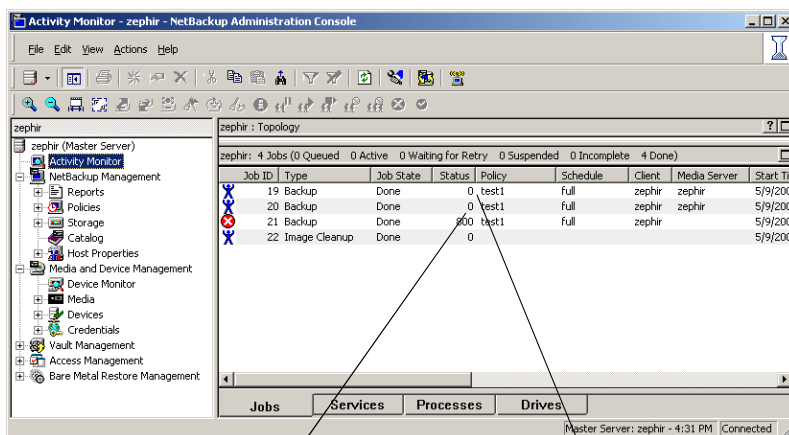 Activity Monitor - zephir - NetBackup Administration Console
File Edit View Actions Help
zephir
zephir (Master Server)
Activity Monitor
NetBackup Management
Reports
Policies
Storage
Catalog
Host Properties
Media and Device Management
Device Monitor
Media
Devices
Credentials
Vault Management
Access Management
Bare Metal Restore Management
zephir : Topology
zephir: 4 Jobs (0 Queued 0 Active 0 Waiting for Retry 0 Suspended 0 Incomplete 4 Done)
Job ID Type Job State Status Policy Schedule Client Media Server Start Ti
19 Backup Done 0 test1 full zephir zephir 5/9/200
20 Backup Done 0 test1 full zephir zephir 5/9/200
21 Backup Done 800 test1 full zephir 5/9/200
22 Image Cleanup Done 0 5/9/200
Jobs Services Processes Drives
Master Server: zephir - 4:31 PM Connected